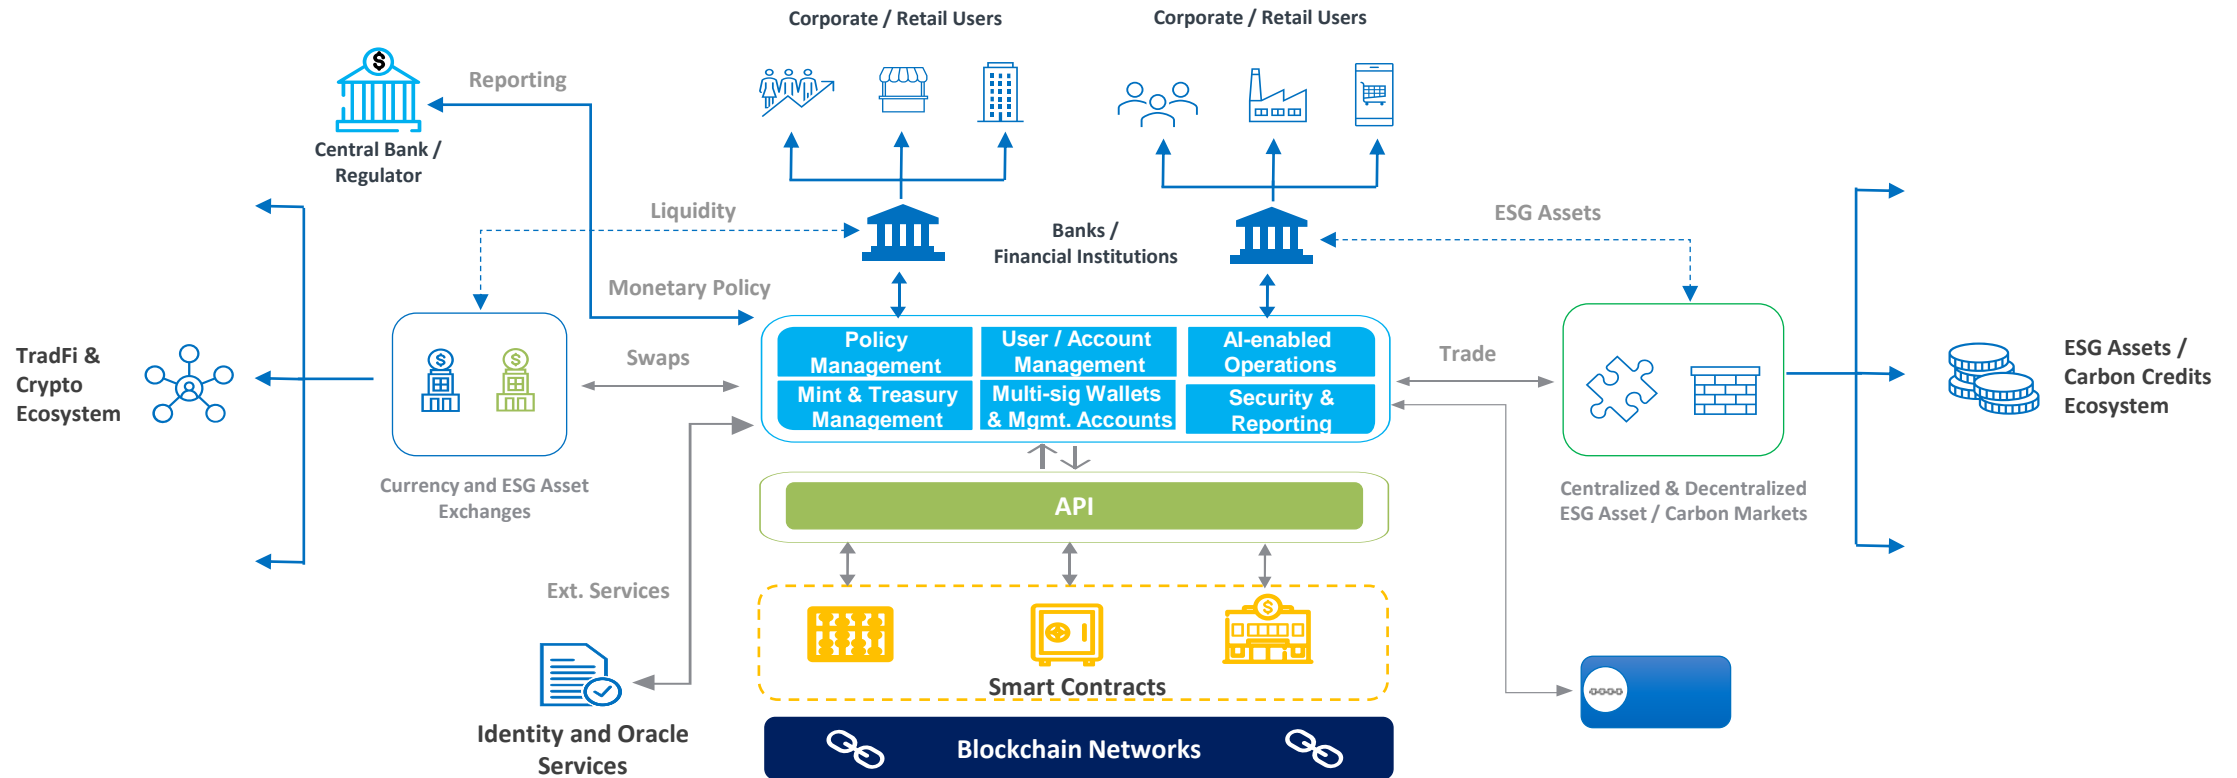 Corporate / Retail Users
Corporate / Retail Users
$
Reporting
Central Bank /
Regulator
Liquidity
Banks /
Financial Institutions
ESG Assets
Monetary Policy
TradFi &
Crypto
Ecosystem
$
$
Swaps
Policy
Management
User / Account
Management
AI-enabled
Operations
Mint & Treasury
Management
Multi-sig Wallets
& Mgmt. Accounts
Security &
Reporting
Trade
ESG Assets /
Carbon Credits
Ecosystem
Currency and ESG Asset
Exchanges
API
Centralized & Decentralized
ESG Asset / Carbon Markets
Ext. Services
$
Smart Contracts
Identity and Oracle
Services
Blockchain Networks